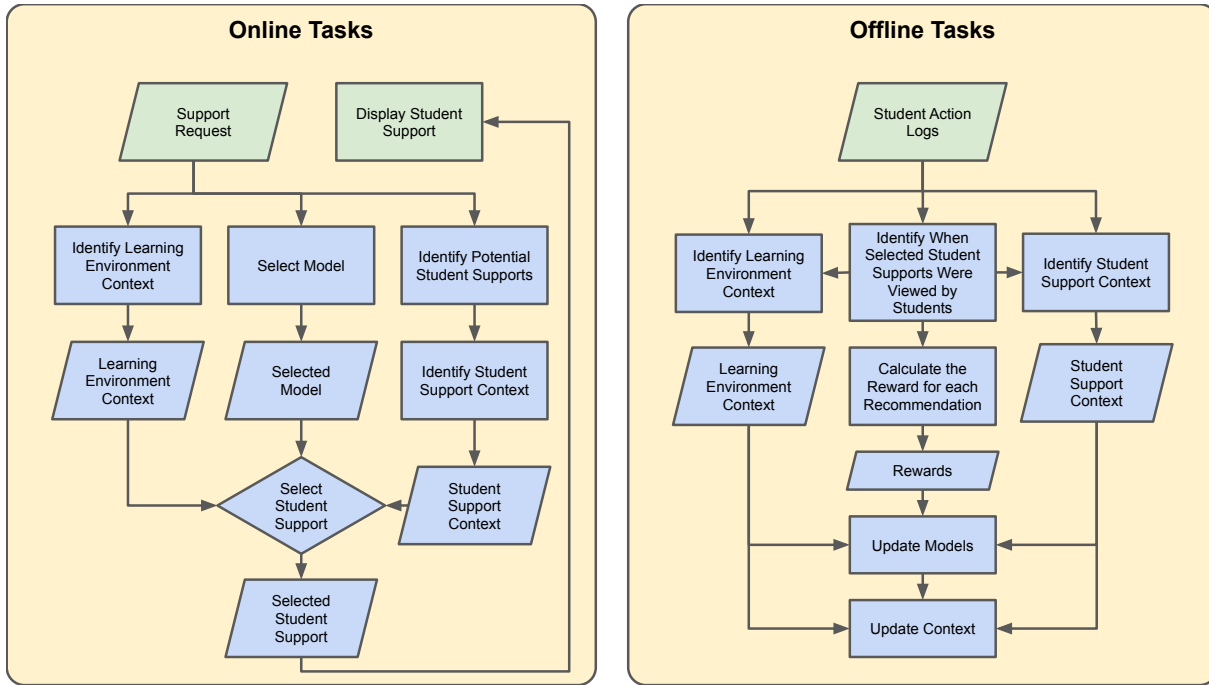 Online Tasks
Support
Request
Display Student
Support
Identify Learning
Environment
Context
Select Model
Identify Potential
Student Supports
Learning
Environment
Context
Selected
Model
Identify Student
Support Context
Select
Student
Support
Student
Support
Context
Selected
Student
Support
Offline Tasks
Student Action
Logs
Identify Learning
Environment
Context
Identify When
Selected Student
Supports Were
Viewed by
Students
Identify Student
Support Context
Learning
Environment
Context
Calculate the
Reward for each
Recommendation
Student
Support
Context
Rewards
Update Models
Update Context